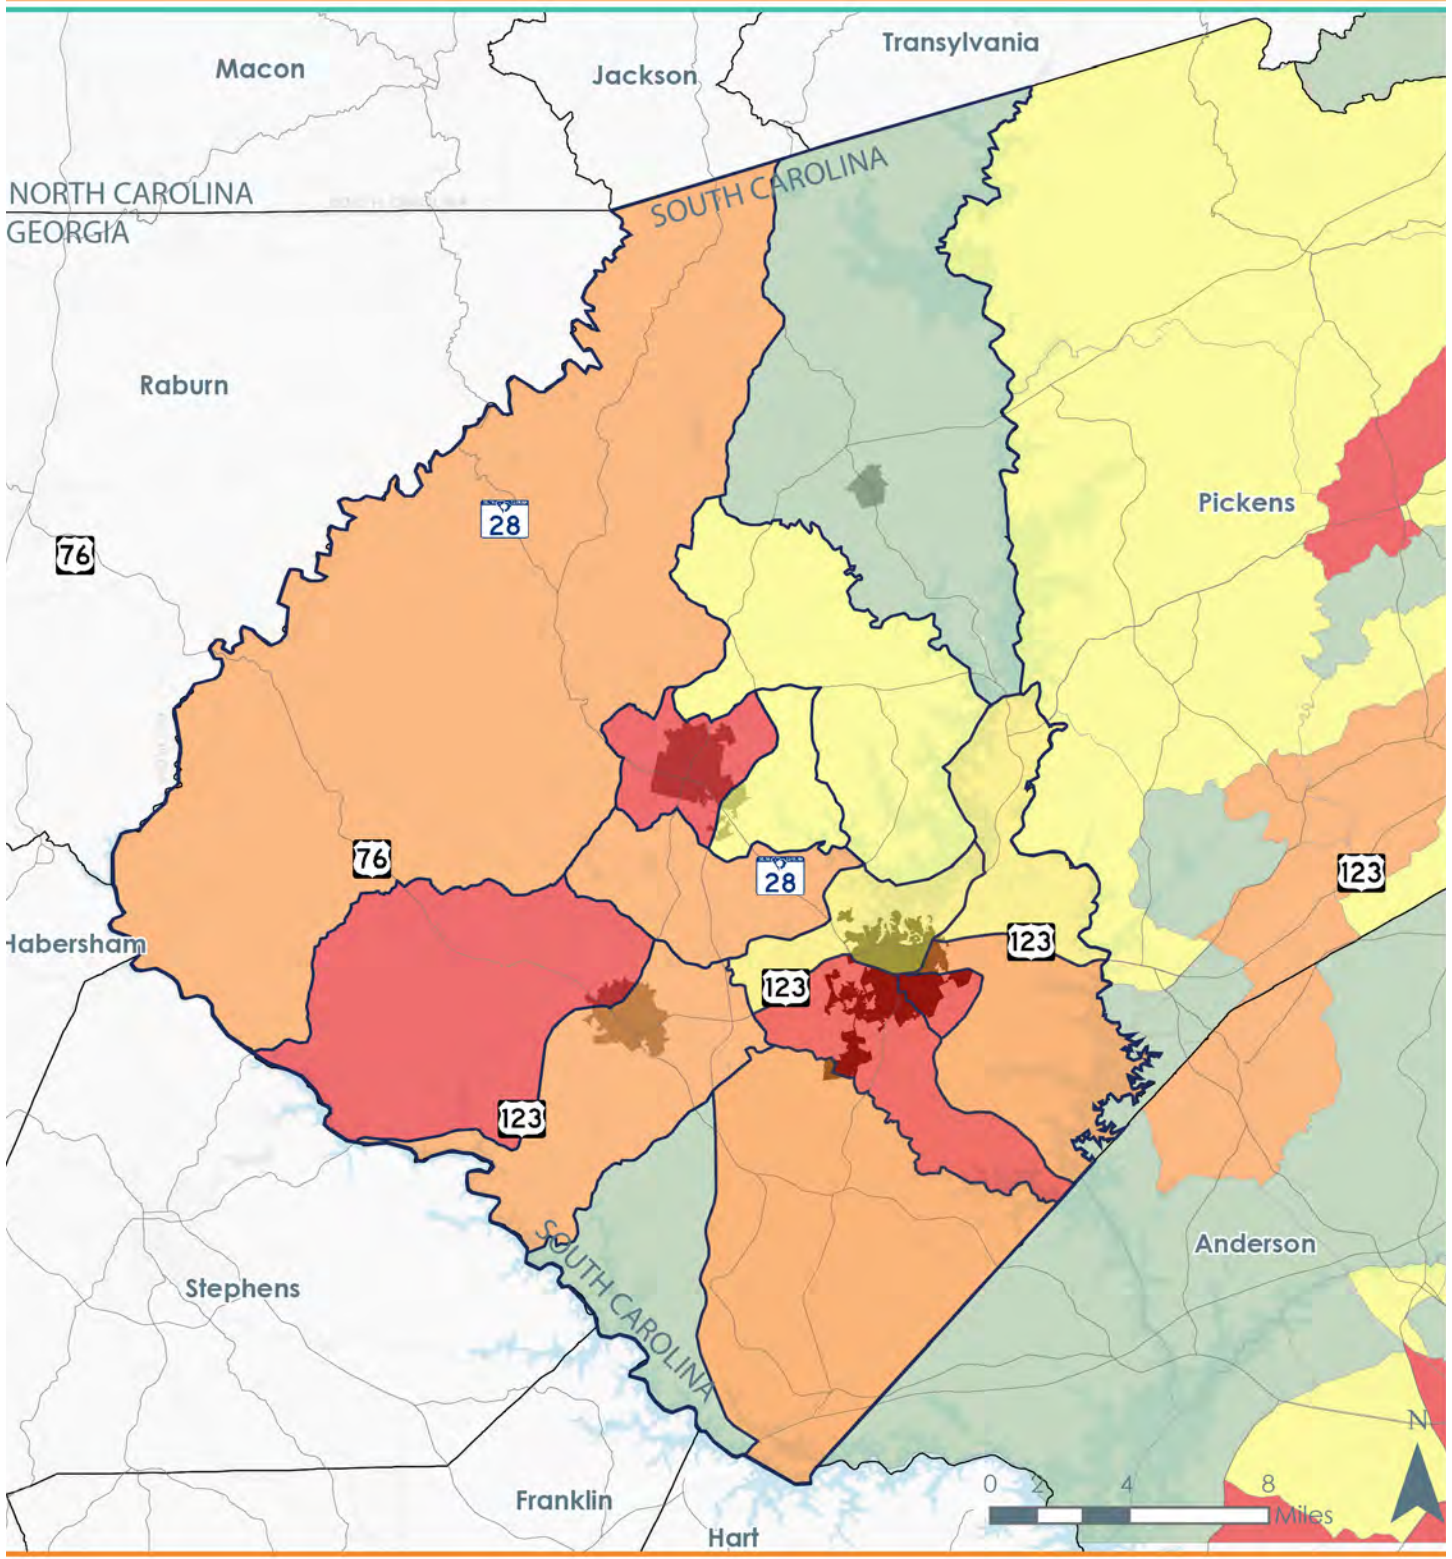 Transylvania
Macon
Jackson
NORTH CAROLINA
SOUTH CAROLINA
GEORGIA
Raburn
28
Pickens
76
76
28
123
Habersham
123
123
123
Anderson
SOUTH CAROLINA
Stephens
N
0 2 4 8
Miles
Franklin
Hart